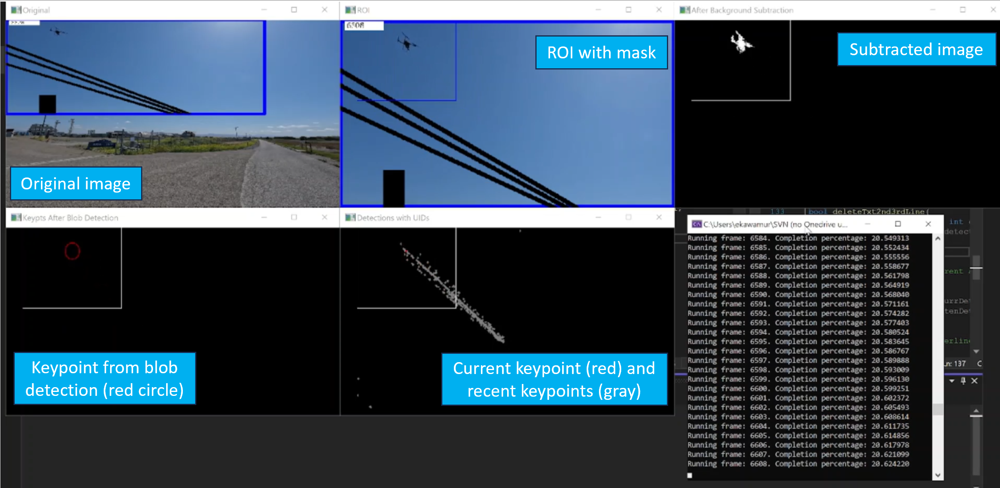 Original
ROI
After Background Subtraction
6508
ROI with mask
Subtracted image
Original image
Keypts After Blob Detection
Detections with UIDs
133 bool deleteTxt2nd3rdLine(
int
C:\Users\ekawamur\SVN (no Onedrive u...
Running frame: 6584. Completion percentage: 20.549313
Running frame: 6585. Completion percentage: 20.552434
Running frame: 6586. Completion percentage: 20.555556
Running frame: 6587. Completion percentage: 20.558677
Running frame: 6588. Completion percentage: 20.561798
Running frame: 6589. Completion percentage: 20.564919
Running frame: 6590. Completion percentage: 20.568040
Running frame: 6591. Completion percentage: 20.571161
Running frame: 6592. Completion percentage: 20.574282
Running frame: 6593. Completion percentage: 20.577403
Running frame: 6594. Completion percentage: 20.580524
Running frame: 6595. Completion percentage: 20.583645
Running frame: 6596. Completion percentage: 20.586767
Running frame: 6597. Completion percentage: 20.589888
Running frame: 6598. Completion percentage: 20.593009
Running frame: 6599. Completion percentage: 20.596130
Running frame: 6600. Completion percentage: 20.599251
Running frame: 6601. Completion percentage: 20.602372
Running frame: 6602. Completion percentage: 20.605493
Running frame: 6603. Completion percentage: 20.608614
Running frame: 6604. Completion percentage: 20.611735
Running frame: 6605. Completion percentage: 20.614856
Running frame: 6606. Completion percentage: 20.617978
Running frame: 6607. Completion percentage: 20.621099
Running frame: 6608. Completion percentage: 20.624220
detec
rent
urrDe
tenDe
erlin
Ln: 137 C
Keypoint from blob
detection (red circle)
Current keypoint (red) and
recent keypoints (gray)